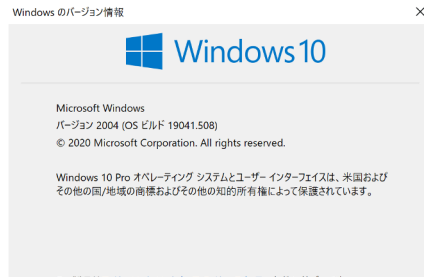 Windows のバージョン情報
Windows 10
Microsoft Windows
バージョン 2004 (OS ビルド 19041.508)
© 2020 Microsoft Corporation. All rights reserved.
Windows 10 Pro オペレーティング システムとユーザー インターフェイスは、米国および
その他の国/地域の商標およびその他の知的所有権によって保護されています。